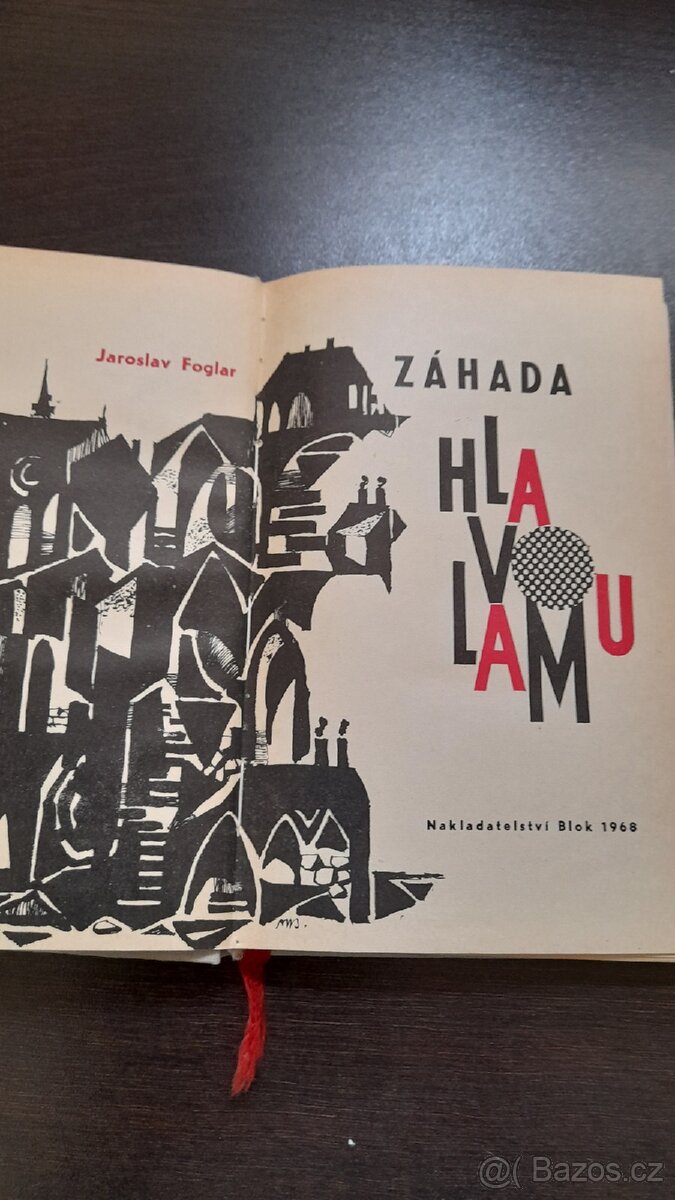 Jaroslav Foglar
ZÁHADA
HLA
VO
LAMU
Nakladatelství Blok 1968
@( Bazos.cz